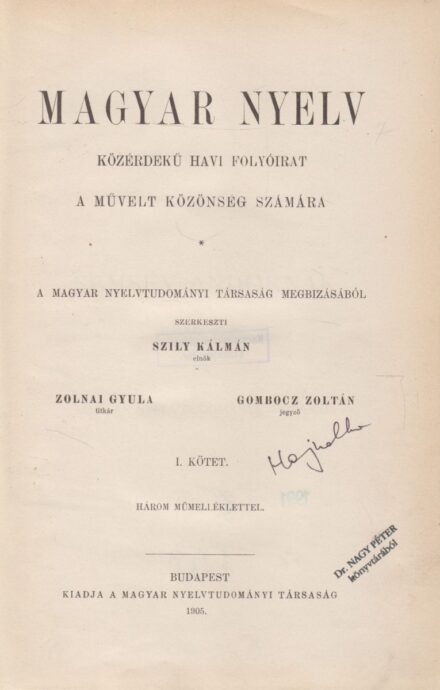 MAGYAR NYELV
KÖZÉRDEKŰ HAVI FOLYÓIRAT
A MŰVELT KÖZÖNSÉG SZÁMÁRA
*
A MAGYAR NYELVTUDOMÁNYI TÁRSASÁG MEGBIZÁSÁBÓL
SZERKESZTI
SZILY KÁLMÁN
elnök
ZOLNAI GYULA
titkár
GOMBOCZ ZOLTÁN
jegyző
I. KÖTET.
HÁROM MŰMELLÉKLETTEL.
Dr. NAGY PÉTER
könyvtárából
BUDAPEST
KIADJA A MAGYAR NYELVTUDOMÁNYI TÁRSASÁG
1905.